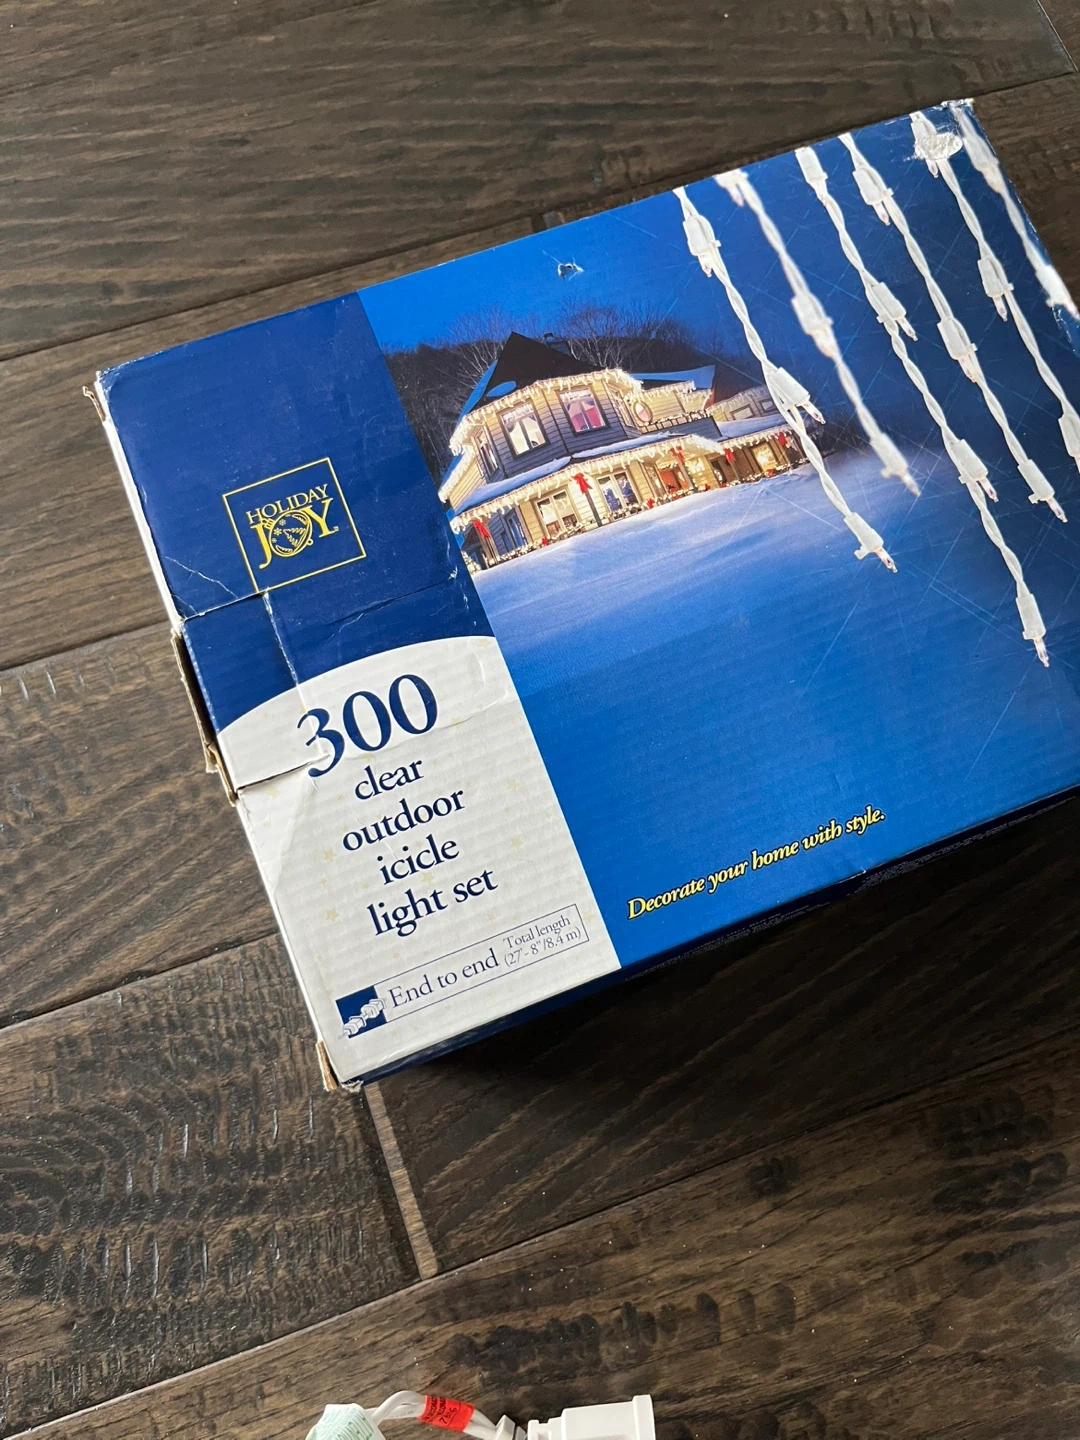 HOLIDAY
JOY
300
clear
outdoor
icicle
light set
End to end
Total length
(27'- 8"/8.4 m)
Decorate your home with style.